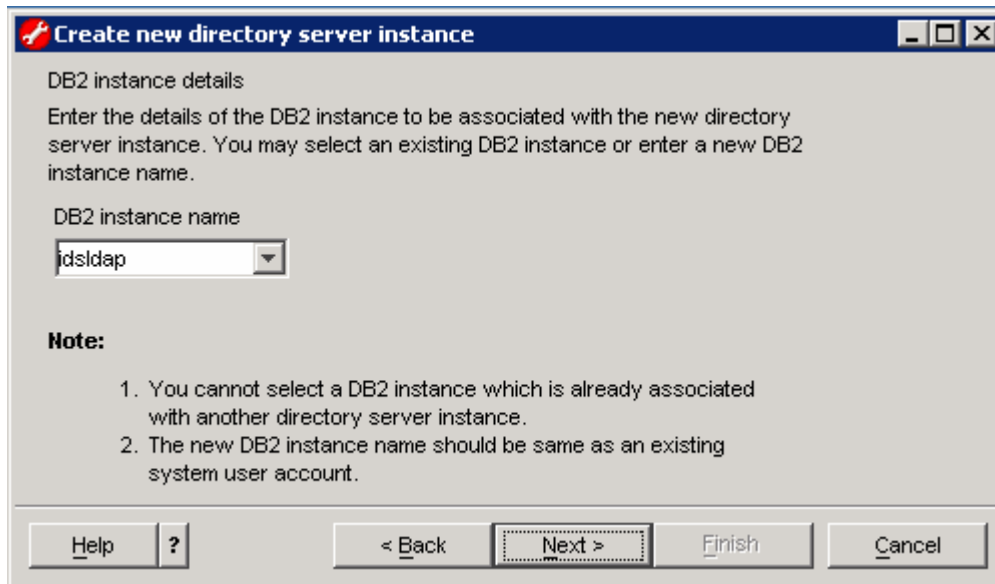 Create new directory server instance
DB2 instance details
Enter the details of the DB2 instance to be associated with the new directory
server instance. You may select an existing DB2 instance or enter a new DB2
instance name.
DB2 instance name
idsldap
Note:
1. You cannot select a DB2 instance which is already associated
with another directory server instance.
2. The new DB2 instance name should be same as an existing
system user account.
Help ? < Back Next > Finish Cancel